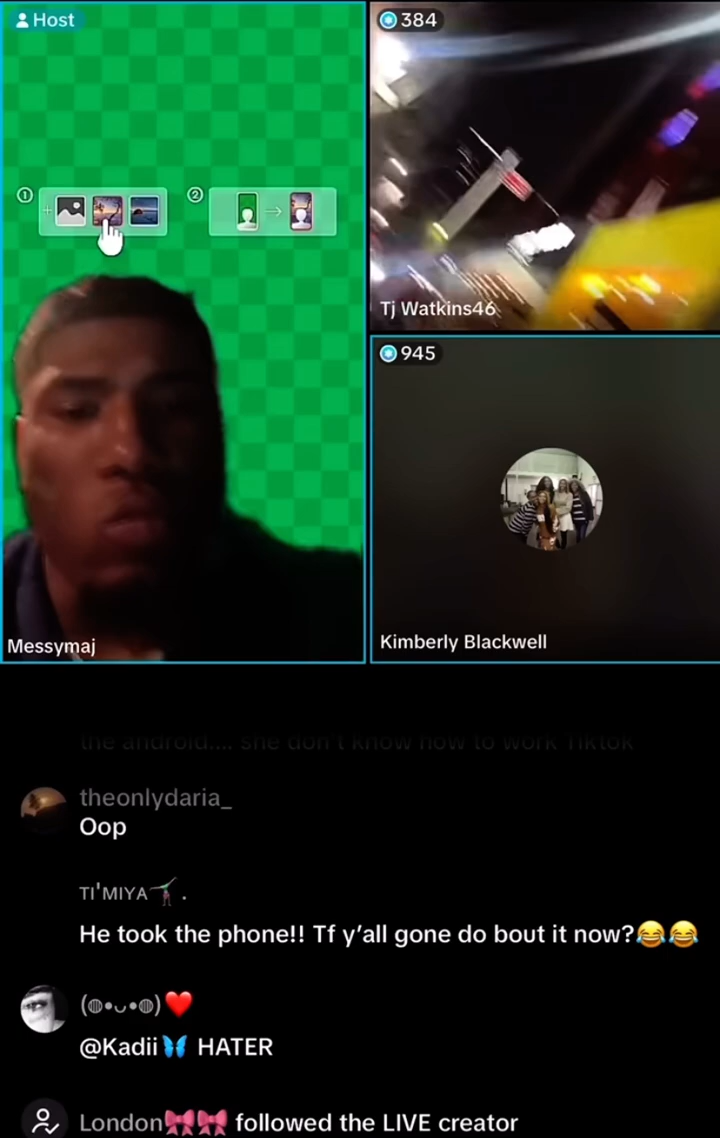 Host
384
① ②
Tj Watkins46
945
Messymaj
Kimberly Blackwell
the android.... she don't know how to work Tiktok
theonlydaria_
Oop
TI'MIYA🤸🏾‍♀️ .
He took the phone!! Tf y’all gone do bout it now?😂😂
(◍•ᴗ•◍)❤️
@Kadii🦋 HATER
London🎀🎀 followed the LIVE creator